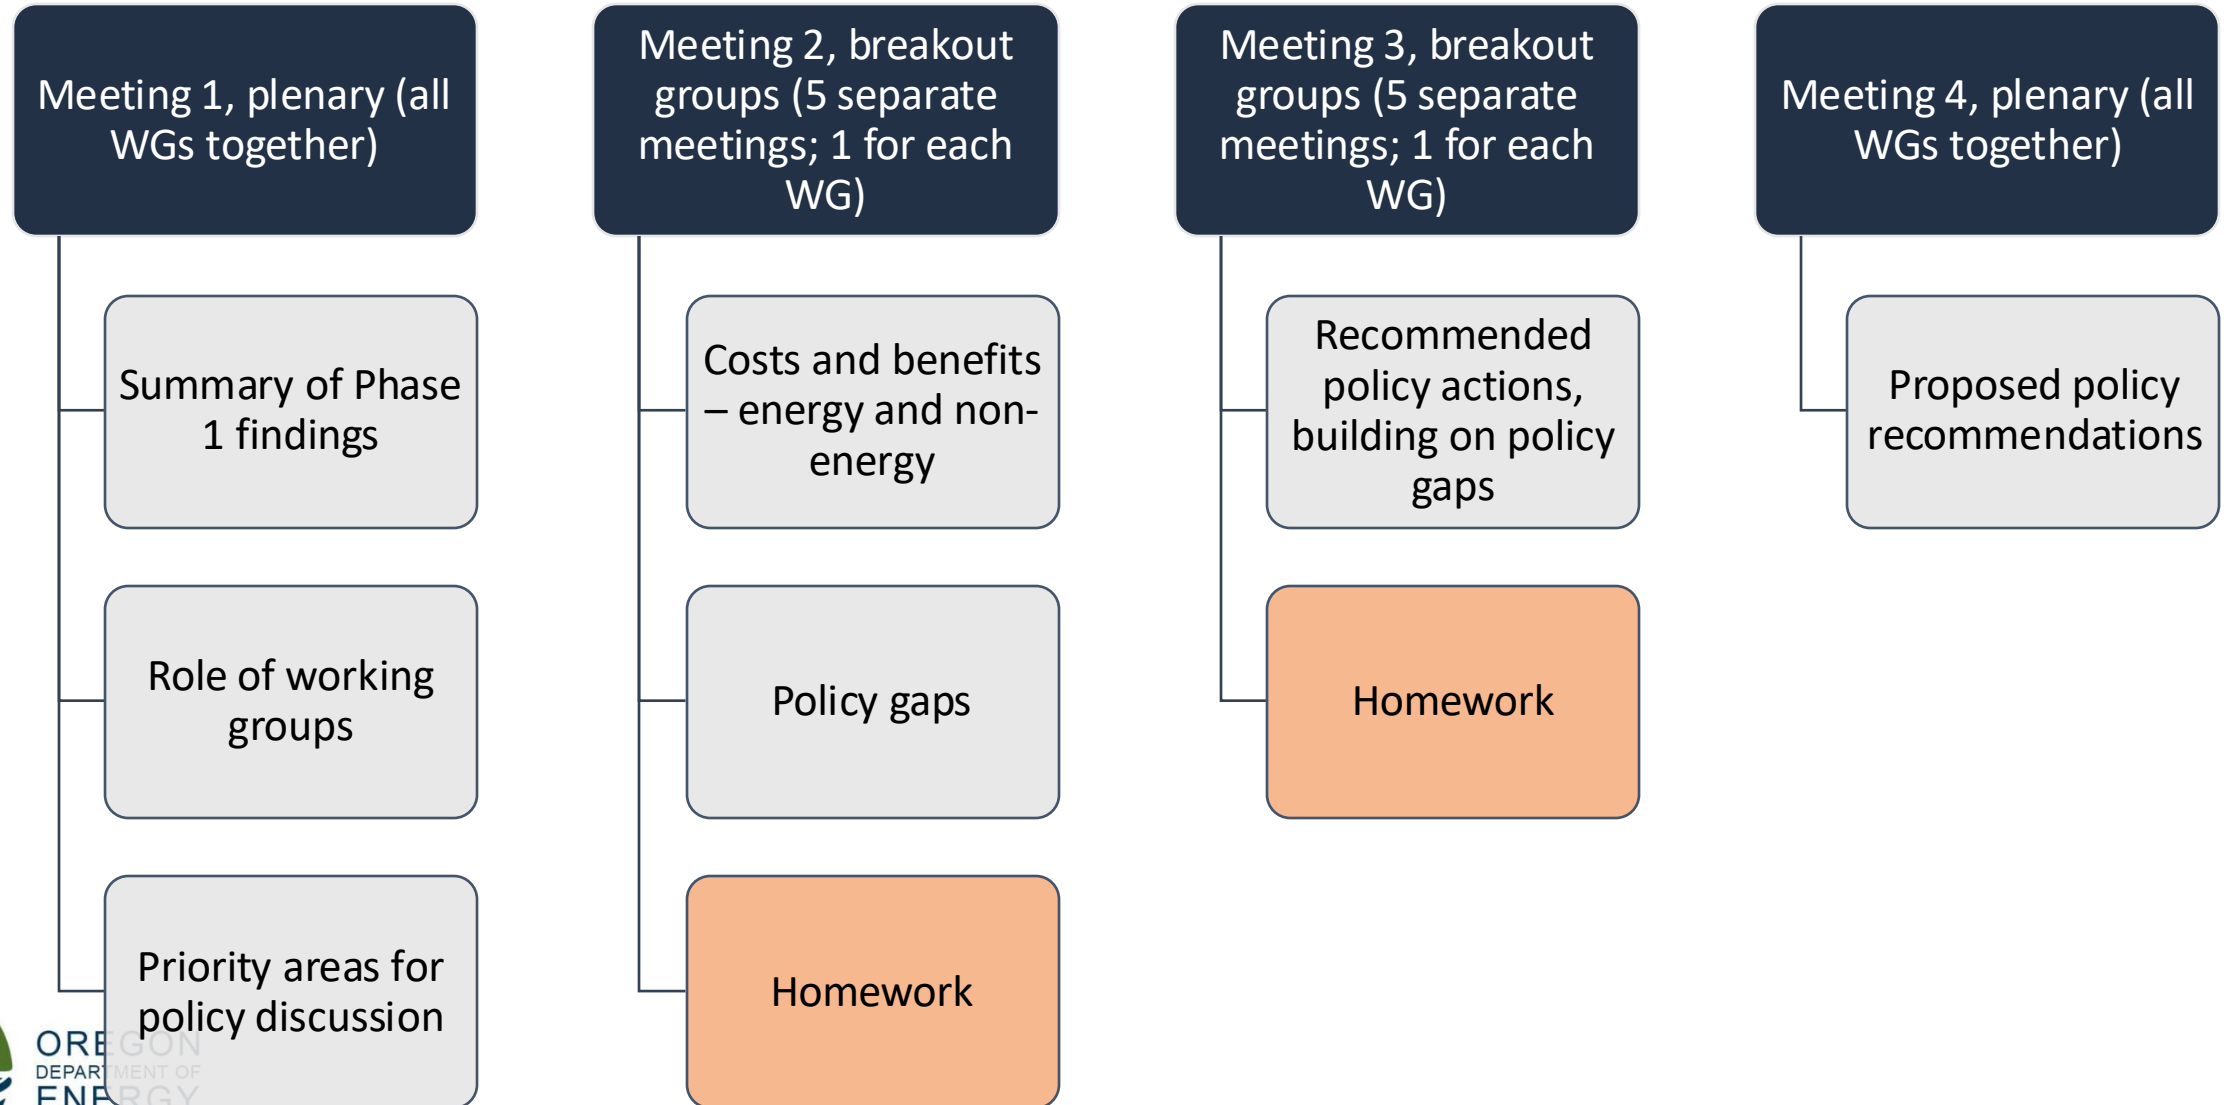 Meeting 1, plenary (all
WGs together)
Summary of Phase
1 findings
Role of working
groups
Priority areas for
policy discussion
Meeting 2, breakout
groups (5 separate
meetings; 1 for each
WG)
Costs and benefits
– energy and non-
energy
Policy gaps
Homework
Meeting 3, breakout
groups (5 separate
meetings; 1 for each
WG)
Recommended
policy actions,
building on policy
gaps
Homework
Meeting 4, plenary (all
WGs together)
Proposed policy
recommendations
OREGON
DEPARTMENT OF
ENERGY